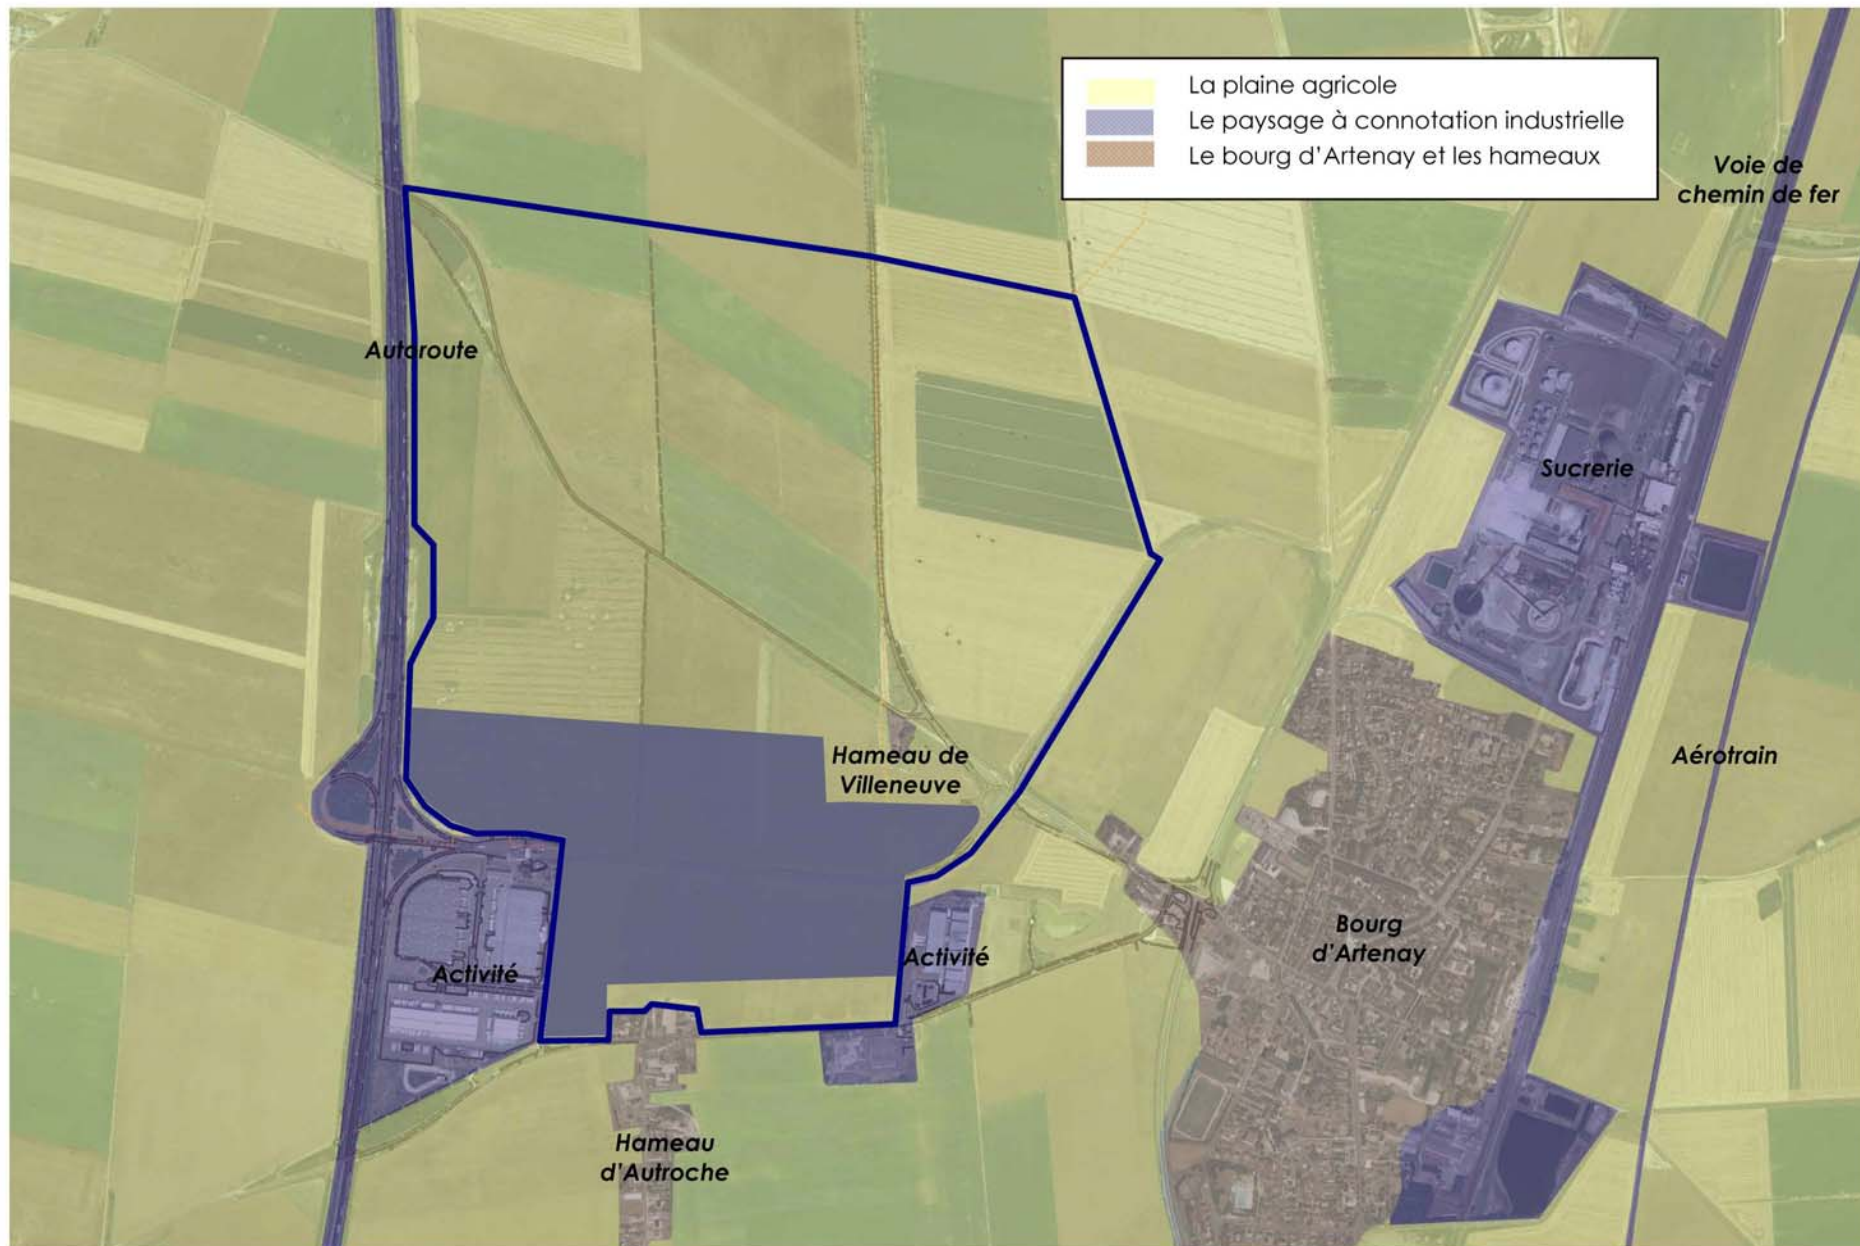 La plaine agricole
Le paysage à connotation industrielle
Le bourg d'Artenay et les hameaux
Voie de
chemin de fer
Autoroute
Sucrerie
Hameau de
Villeneuve
Aérotrain
Bourg
d'Artenay
Activité
Activité
Hameau
d'Autroche